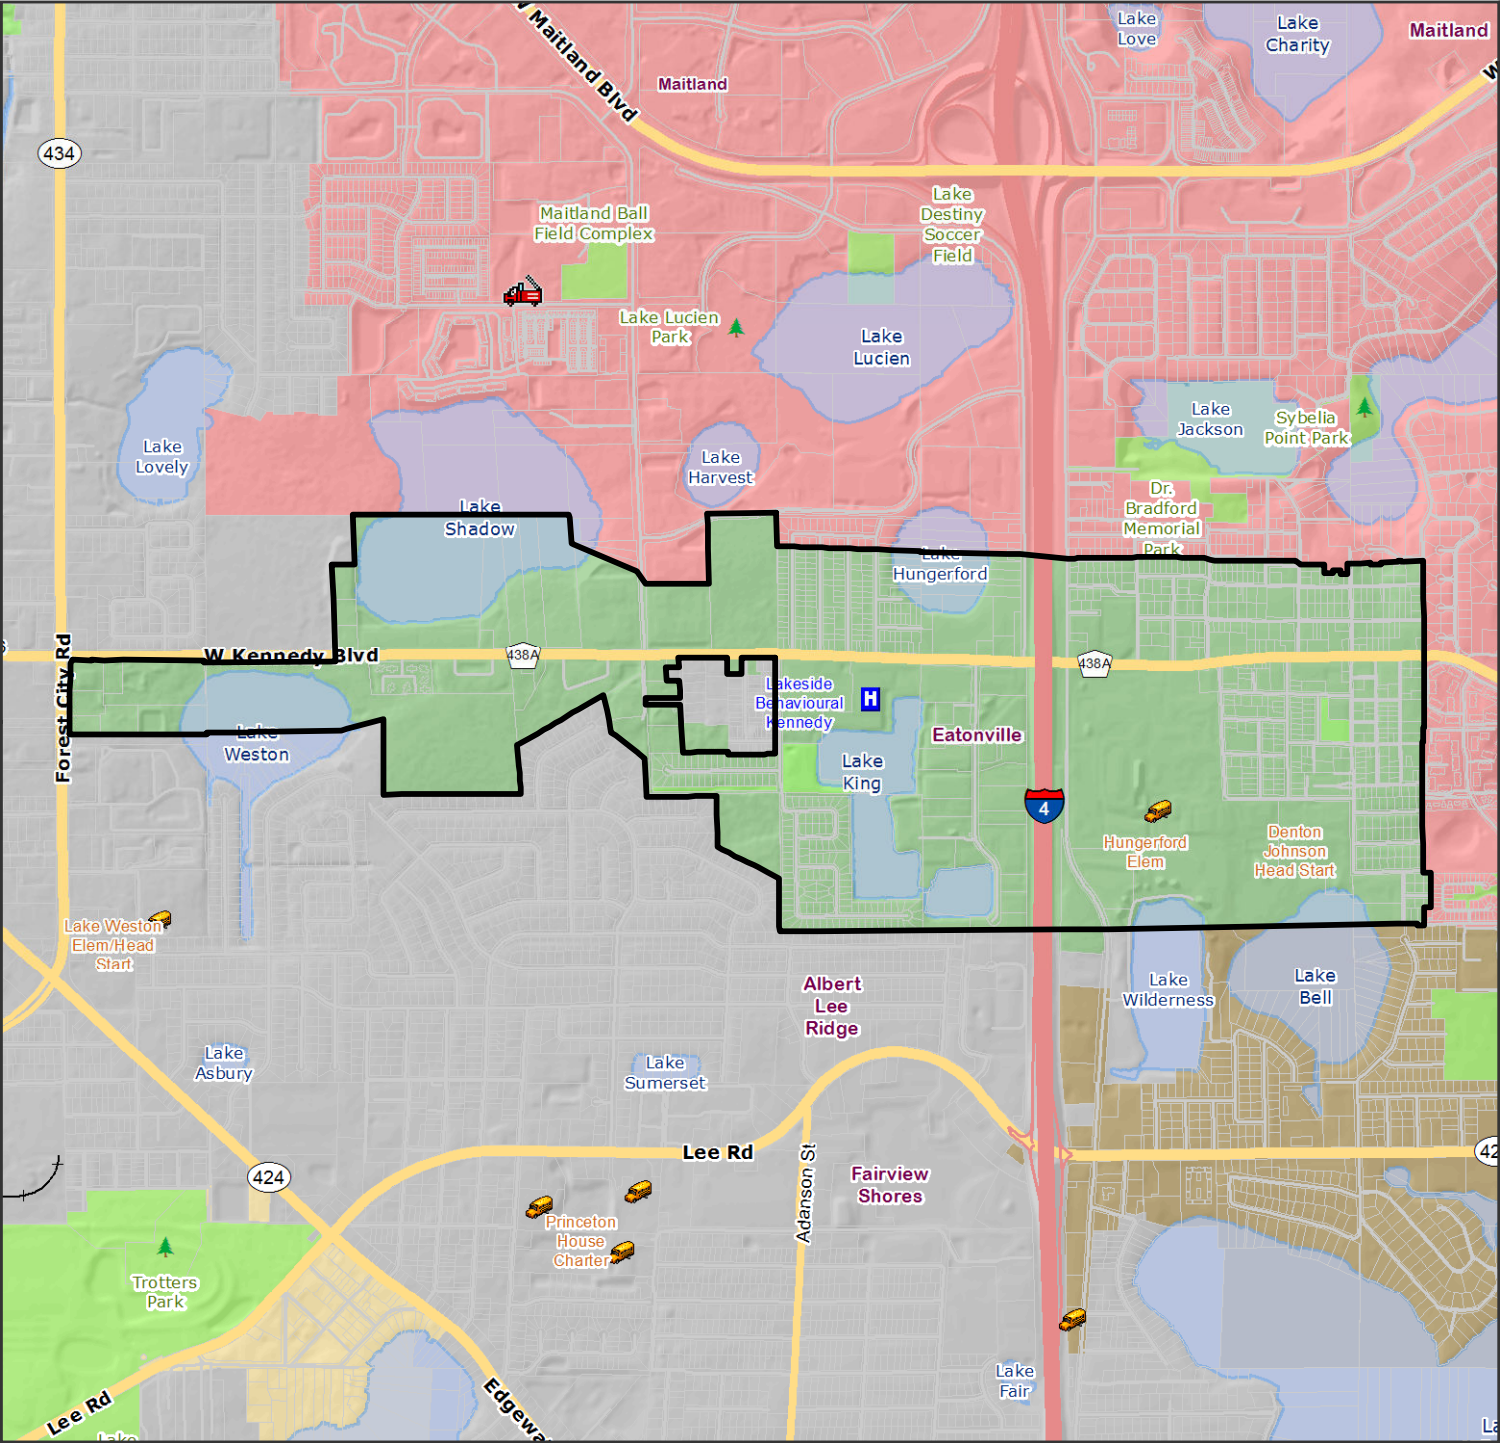 Lake
Love
Lake
Charity
Maitland
W Maitland Blvd
Maitland
W
434
Lake
Destiny
Soccer
Field
Maitland Ball
Field Complex
Lake Lucien
Park
Lake
Lucien
Lake
Jackson
Sybelia
Point Park
Lake
Lovely
Lake
Harvest
Dr.
Bradford
Memorial
Park
Lake
Shadow
Lake
Hungerford
W Kennedy Blvd
438A
438A
Forest City Rd
Lakeside
Behavioural
Kennedy
H
Eatonville
Lake
Weston
Lake
King
4
Hungerford
Elem
Denton
Johnson
Head Start
Lake Weston
Elem/Head
Start
Albert
Lee
Ridge
Lake
Wilderness
Lake
Bell
Lake
Asbury
Lake
Sumerset
Lee Rd
42
424
Adanson St
Fairview
Shores
Princeton
House
Charter
Trotters
Park
Lake
Fair
Lee Rd
Edgewa
Lake
La